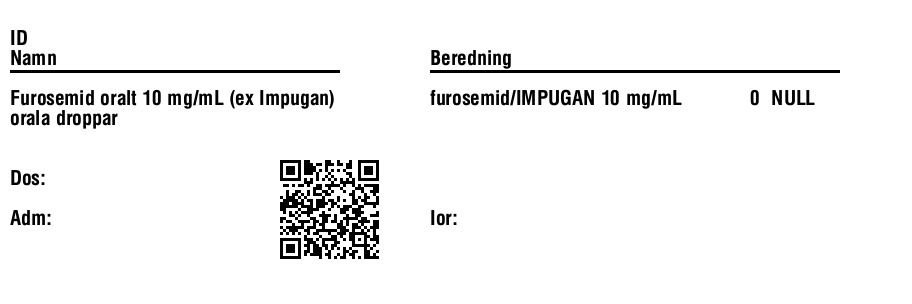 ID
Namn
Beredning
Furosemid oralt 10 mg/mL (ex Impugan)
orala droppar
furosemid/IMPUGAN 10 mg/mL 0 NULL
Dos:
Adm:
Ior: